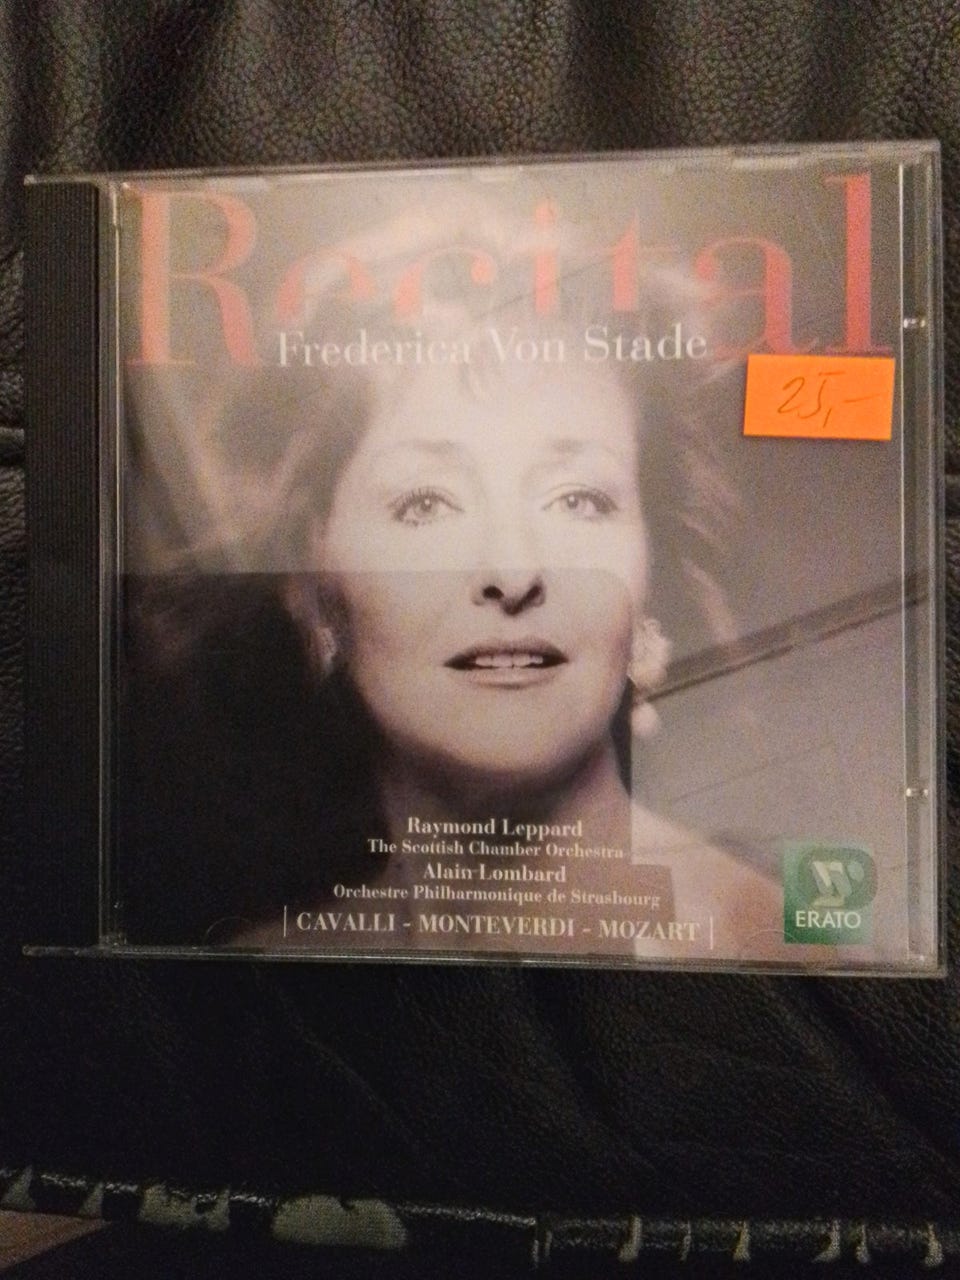 Recital
Frederica Von Stade
25,-
Raymond Leppard
The Scottish Chamber Orchestra
Alain Lombard
Orchestre Philharmonique de Strasbourg
| CAVALLI - MONTEVERDI - MOZART |
ERATO